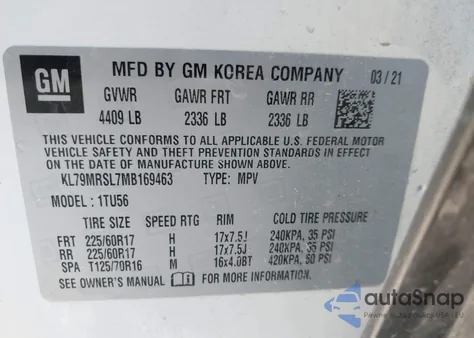 GM
MFD BY GM KOREA COMPANY 03 / 21
GVWR GAWR FRT GAWR RR
4409 LB 2336 LB 2336 LB
THIS VEHICLE CONFORMS TO ALL APPLICABLE U.S. FEDERAL MOTOR
VEHICLE SAFETY, BUMPER, AND THEFT PREVENTION STANDARDS
IN EFFECT ON THE DATE OF MANUFACTURE SHOWN ABOVE.
KL79MRSL7MB169463 TYPE: MPV
MODEL: 1TU56
TIRE SIZE SPEED RTG RIM COLD TIRE PRESSURE
FRT 225/60R17 H 17x7.5J 240KPA, 35 PSI
RR 225/60R17 H 17x7.5J 240KPA, 35 PSI
SPA T125/70R16 M 16x4.0BT 420KPA, 60 PSI
SEE OWNER'S MANUAL FOR MORE INFORMATION.
autoSnap